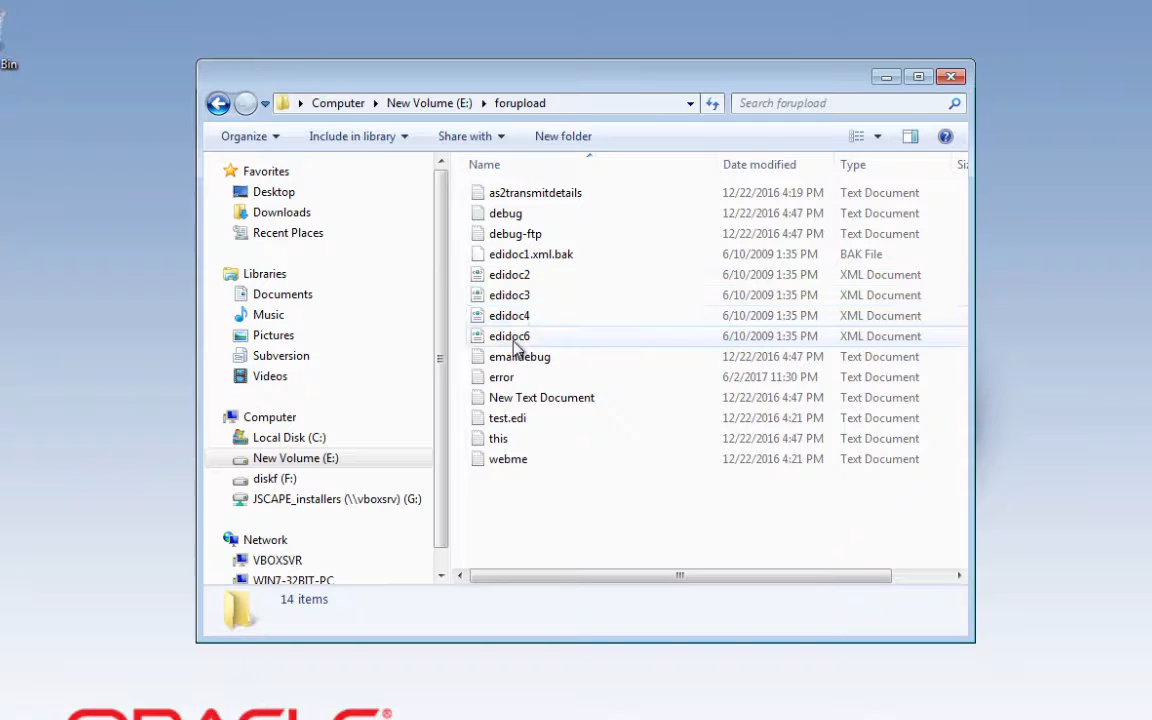 Bin
Computer New Volume (E:) forupload
Search forupload
Organize Include in library Share with New folder
Name Date modified Type Siz
Favorites
Desktop
Downloads
Recent Places
Libraries
Documents
Music
Pictures
Subversion
Videos
Computer
Local Disk (C:)
New Volume (E:)
diskf (F:)
JSCAPE_installers (\\vboxsrv) (G:)
Network
VBOXSVR
WIN7-32BIT-PC
as2transmitdetails 12/22/2016 4:19 PM Text Document
debug 12/22/2016 4:47 PM Text Document
debug-ftp 12/22/2016 4:47 PM Text Document
edidoc1.xml.bak 6/10/2009 1:35 PM BAK File
edidoc2 6/10/2009 1:35 PM XML Document
edidoc3 6/10/2009 1:35 PM XML Document
edidoc4 6/10/2009 1:35 PM XML Document
edidoc6 6/10/2009 1:35 PM XML Document
emaildebug 12/22/2016 4:47 PM Text Document
error 6/2/2017 11:30 PM Text Document
New Text Document 12/22/2016 4:47 PM Text Document
test.edi 12/22/2016 4:21 PM Text Document
this 12/22/2016 4:47 PM Text Document
webme 12/22/2016 4:21 PM Text Document
14 items
ORACLE®